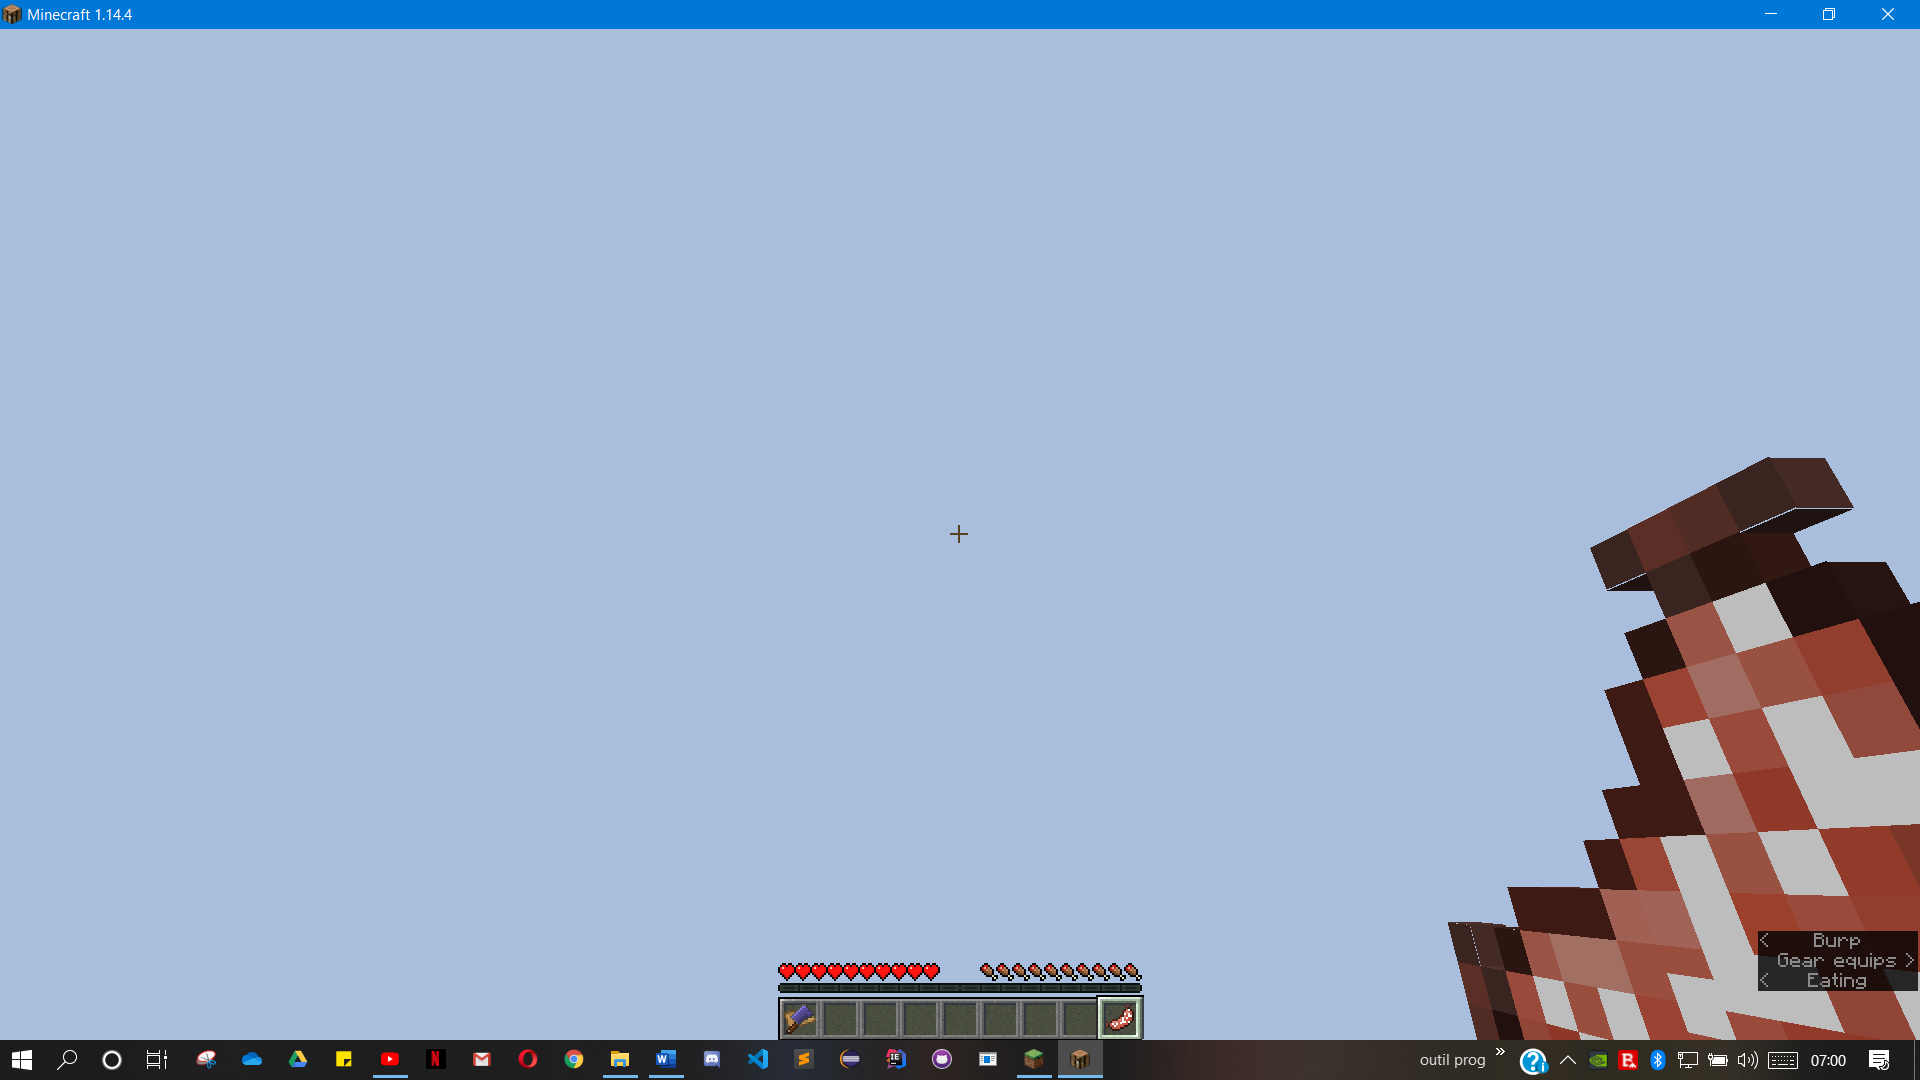 Minecraft 1.14.4
< Burp
Gear equips >
< Eating
outil prog
07:00